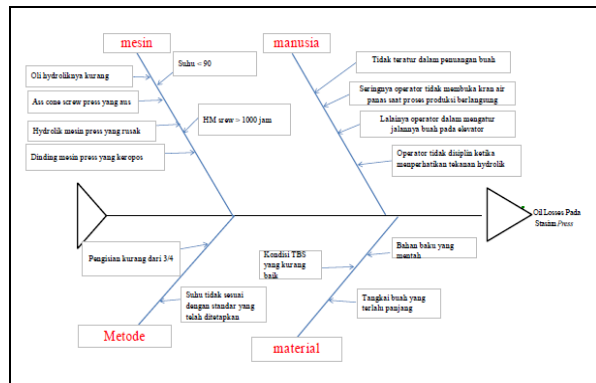 mesin
manusia
Oli hydroliknya kurang
Suhu < 90
Ass cone screw press yang aus
Hydrolik mesin press yang rusak
HM srew > 1000 jam
Dinding mesin press yang keropos
Tidak teratur dalam penuangan buah
Seringnya operator tidak membuka kran air
panas saat proses produksi berlangsung
Lalainya operator dalam mengatur
jalannya buah pada elevator
Operator tidak disiplin ketika
memperhatikan tekanan hydrolik
Oil Losses Pada
Stasiun Press
Pengisian kurang dari 3/4
Suhu tidak sesuai
dengan standar yang
telah ditetapkan
Metode
Kondisi TBS
yang kurang
baik
Bahan baku yang
mentah
Tangkai buah yang
terlalu panjang
material